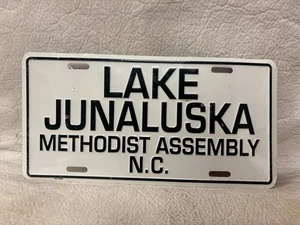 LAKE
JUNALUSKA
METHODIST ASSEMBLY
N.C.